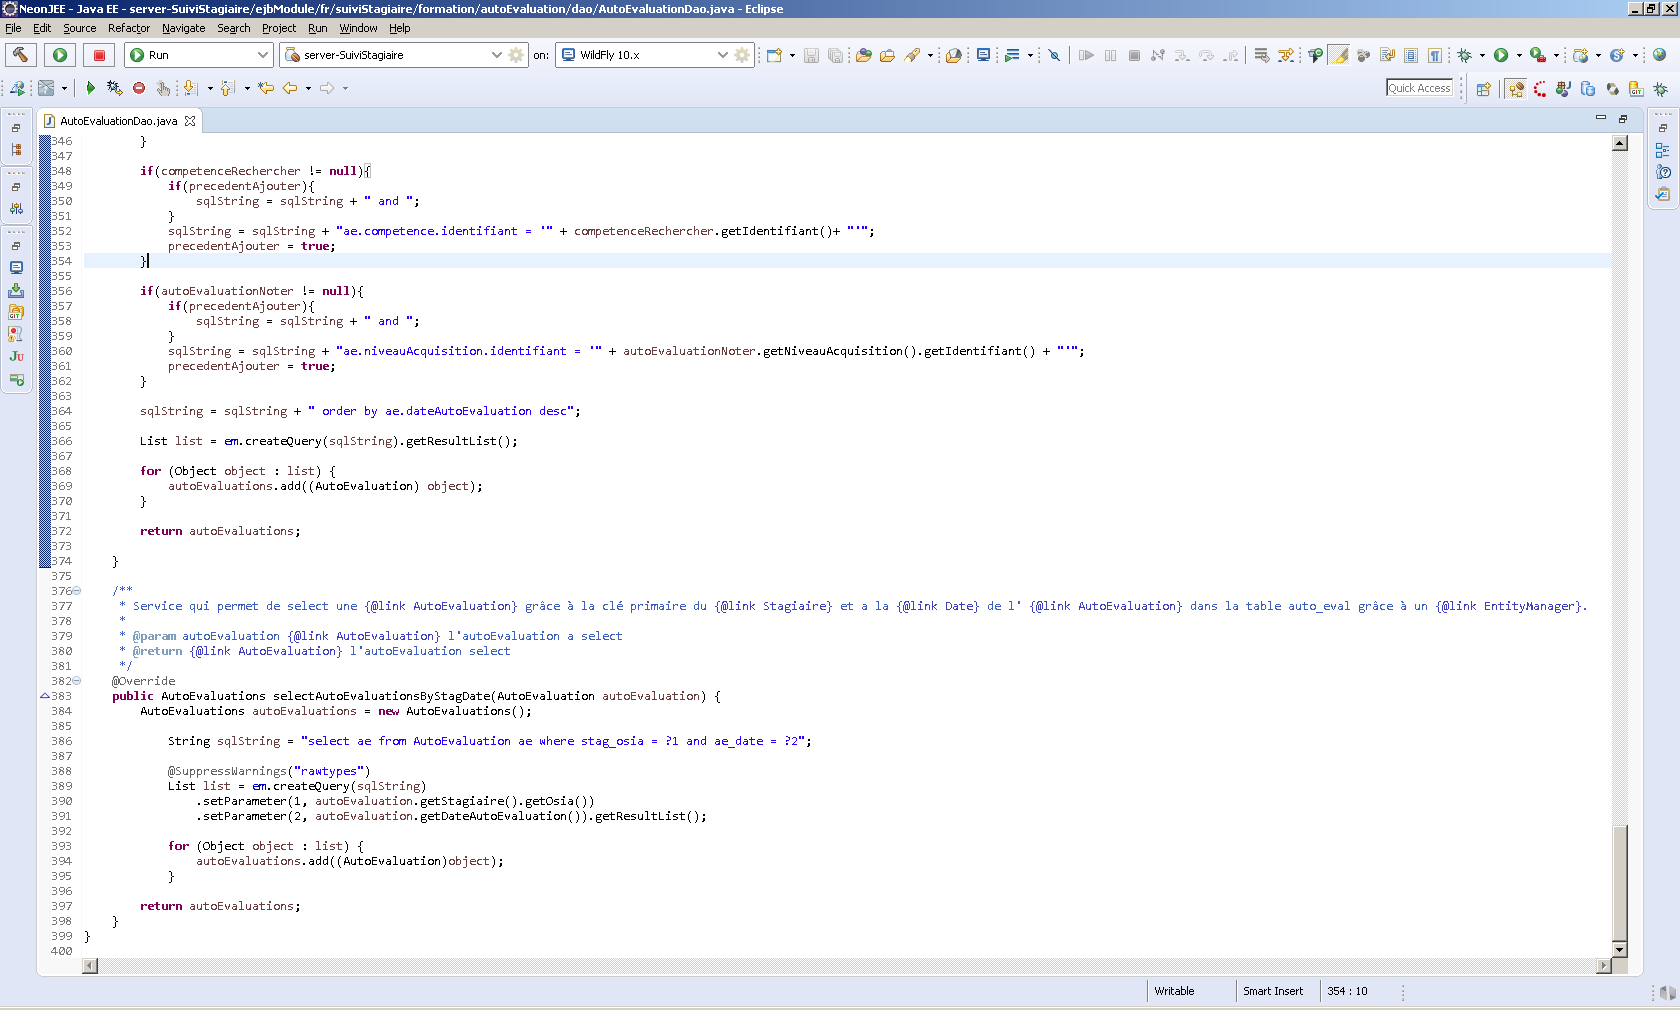 NeonJEE - Java EE - server-SuiviStagiaire/ejbModule/fr/suiviStagiaire/formation/autoEvaluation/dao/AutoEvaluationDao.java - Eclipse
File Edit Source Refactor Navigate Search Project Run Window Help
Run server-SuiviStagiaire on: WildFly 10.x
Quick Access
AutoEvaluationDao.java
346 }
347
348 if(competenceRechercher != null){
349 if(precedentAjouter){
350 sqlString = sqlString + " and ";
351 }
352 sqlString = sqlString + "ae.competence.identifiant = '" + competenceRechercher.getIdentifiant()+ "'";
353 precedentAjouter = true;
354 }
355
356 if(autoEvaluationNoter != null){
357 if(precedentAjouter){
358 sqlString = sqlString + " and ";
359 }
360 sqlString = sqlString + "ae.niveauAcquisition.identifiant = '" + autoEvaluationNoter.getNiveauAcquisition().getIdentifiant() + "'";
361 precedentAjouter = true;
362 }
363
364 sqlString = sqlString + " order by ae.dateAutoEvaluation desc";
365
366 List list = em.createQuery(sqlString).getResultList();
367
368 for (Object object : list) {
369 autoEvaluations.add((AutoEvaluation) object);
370 }
371
372 return autoEvaluations;
373
374 }
375
376 /**
377 * Service qui permet de select une {@link AutoEvaluation} grâce à la clé primaire du {@link Stagiaire} et a la {@link Date} de l' {@link AutoEvaluation} dans la table auto_eval grâce à un {@link EntityManager}.
378 *
379 * @param autoEvaluation {@link AutoEvaluation} l'autoEvaluation a select
380 * @return {@link AutoEvaluation} l'autoEvaluation select
381 */
382 @Override
383 public AutoEvaluations selectAutoEvaluationsByStagDate(AutoEvaluation autoEvaluation) {
384 AutoEvaluations autoEvaluations = new AutoEvaluations();
385
386 String sqlString = "select ae from AutoEvaluation ae where stag_osia = ?1 and ae_date = ?2";
387
388 @SuppressWarnings("rawtypes")
389 List list = em.createQuery(sqlString)
390 .setParameter(1, autoEvaluation.getStagiaire().getOsia())
391 .setParameter(2, autoEvaluation.getDateAutoEvaluation()).getResultList();
392
393 for (Object object : list) {
394 autoEvaluations.add((AutoEvaluation)object);
395 }
396
397 return autoEvaluations;
398 }
399 }
400
Writable Smart Insert 354 : 10